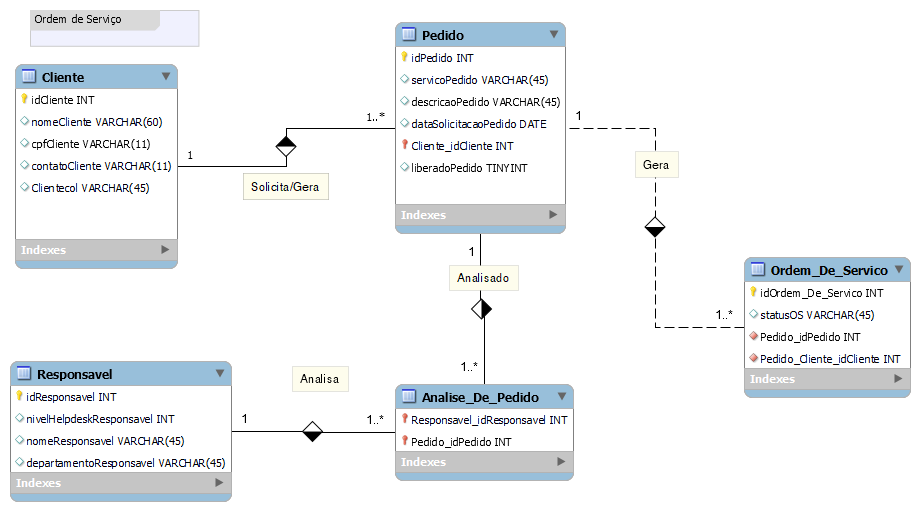 Ordem de Serviço
Cliente
idCliente INT
nomeCliente VARCHAR(60)
cpfCliente VARCHAR(11)
contatoCliente VARCHAR(11)
Clientecol VARCHAR(45)
Indexes
1
1..*
Solicita/Gera
Pedido
idPedido INT
servicoPedido VARCHAR(45)
descricaoPedido VARCHAR(45)
dataSolicitacaoPedido DATE
Cliente_idCliente INT
liberadoPedido TINYINT
Indexes
1
Gera
1..*
Ordem_De_Servico
idOrdem_De_Servico INT
statusOS VARCHAR(45)
Pedido_idPedido INT
Pedido_Cliente_idCliente INT
Indexes
1
Analisado
1..*
Responsavel
idResponsavel INT
nivelHelpdeskResponsavel INT
nomeResponsavel VARCHAR(45)
departamentoResponsavel VARCHAR(45)
Indexes
1
Analisa
1..*
Analise_De_Pedido
Responsavel_idResponsavel INT
Pedido_idPedido INT
Indexes